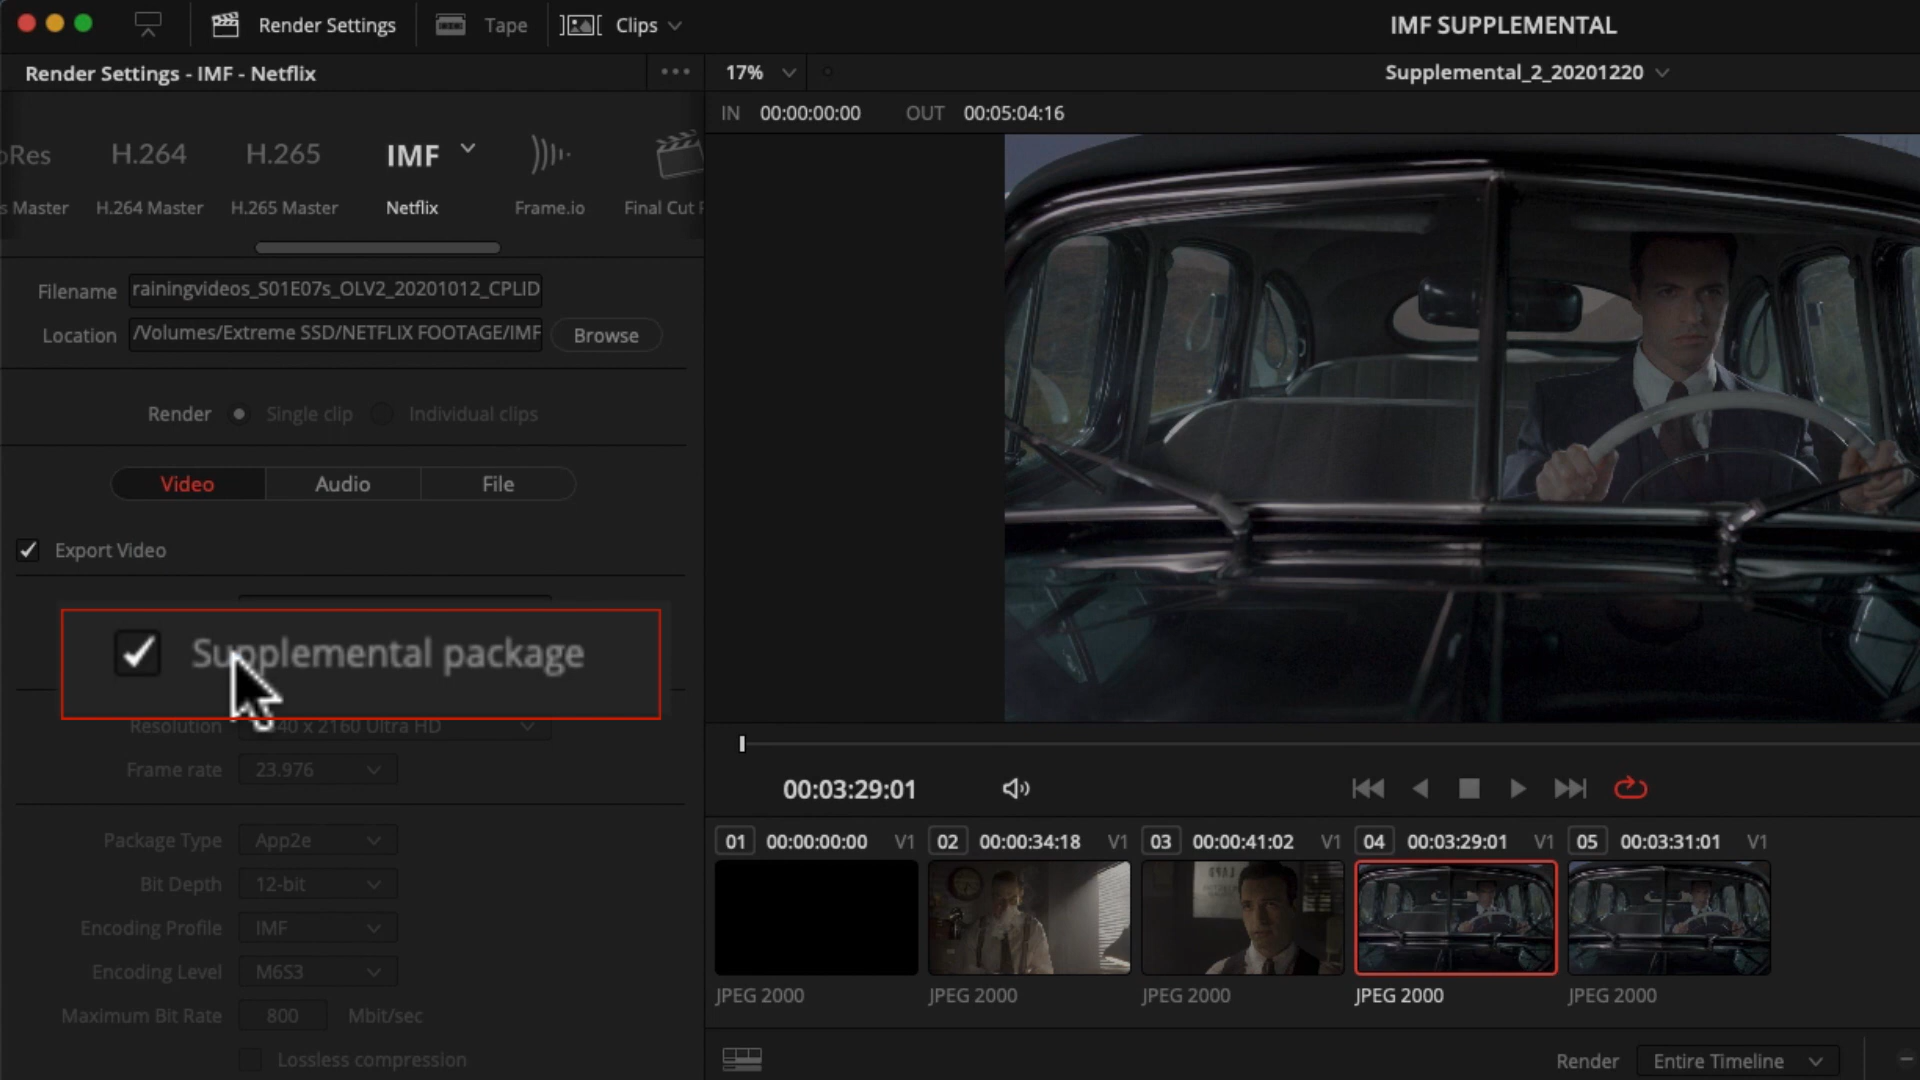 Render Settings
Tape
Clips
IMF SUPPLEMENTAL
Render Settings - IMF - Netflix
17%
Supplemental_2_20201220
IN 00:00:00:00 OUT 00:05:04:16
oRes H.264 H.265 IMF
s Master H.264 Master H.265 Master Netflix Frame.io Final Cut
Filename rainingvideos_S01E07s_OLV2_20201012_CPLID
Location /Volumes/Extreme SSD/NETFLIX FOOTAGE/IMF Browse
Render Single clip Individual clips
Video Audio File
Export Video
Supplemental package
Resolution 40 x 2160 Ultra HD
Frame rate 23.976
Package Type App2e
Bit Depth 12-bit
Encoding Profile IMF
Encoding Level M6S3
Maximum Bit Rate 800 Mbit/sec
Lossless compression
00:03:29:01
01 00:00:00:00 V1 02 00:00:34:18 V1 03 00:00:41:02 V1 04 00:03:29:01 V1 05 00:03:31:01 V1
JPEG 2000 JPEG 2000 JPEG 2000 JPEG 2000 JPEG 2000
Render Entire Timeline